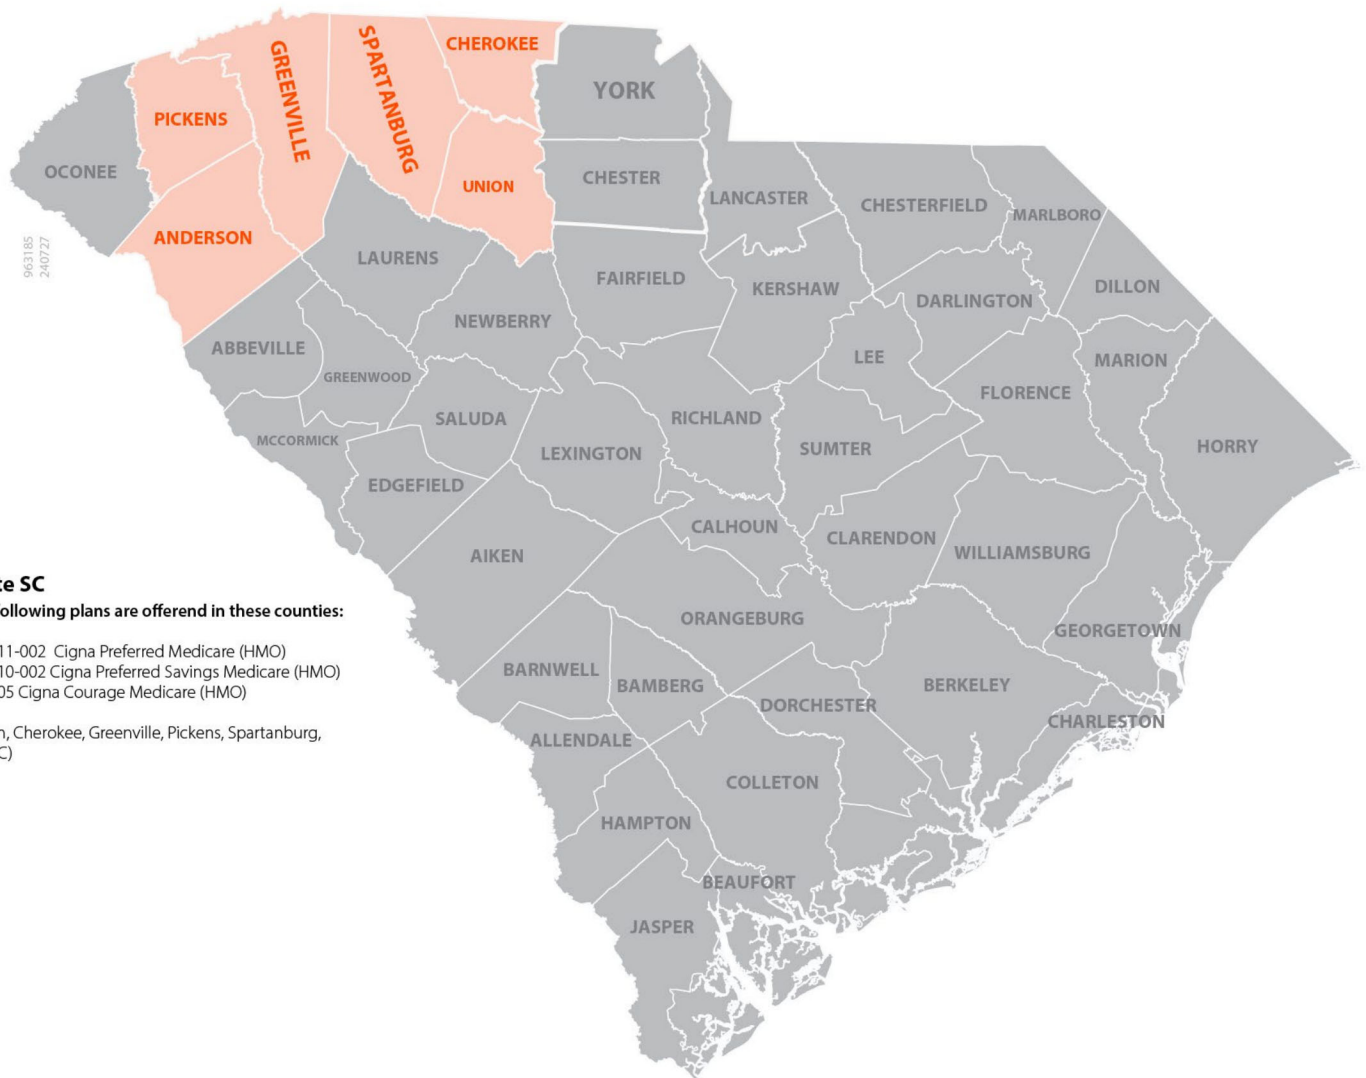 CHEROKEE
SPARTANBURG
GREENVILLE
YORK
PICKENS
OCONEE
UNION
CHESTER
LANCASTER
CHESTERFIELD
MARLBORO
ANDERSON
LAURENS
963185
240727
FAIRFIELD
KERSHAW
DARLINGTON
DILLON
NEWBERRY
ABBEVILLE
LEE
MARION
GREENWOOD
FLORENCE
SALUDA
RICHLAND
MCCORMICK
LEXINGTON
SUMTER
HORRY
EDGEFIELD
CALHOUN
CLARENDON
AIKEN
WILLIAMSBURG
te SC
ollowing plans are offerend in these counties:
11-002 Cigna Preferred Medicare (HMO)
10-002 Cigna Preferred Savings Medicare (HMO)
05 Cigna Courage Medicare (HMO)
n, Cherokee, Greenville, Pickens, Spartanburg,
C)
ORANGEBURG
GEORGETOWN
BARNWELL
BAMBERG
BERKELEY
DORCHESTER
CHARLESTON
ALLENDALE
COLLETON
HAMPTON
BEAUFORT
JASPER